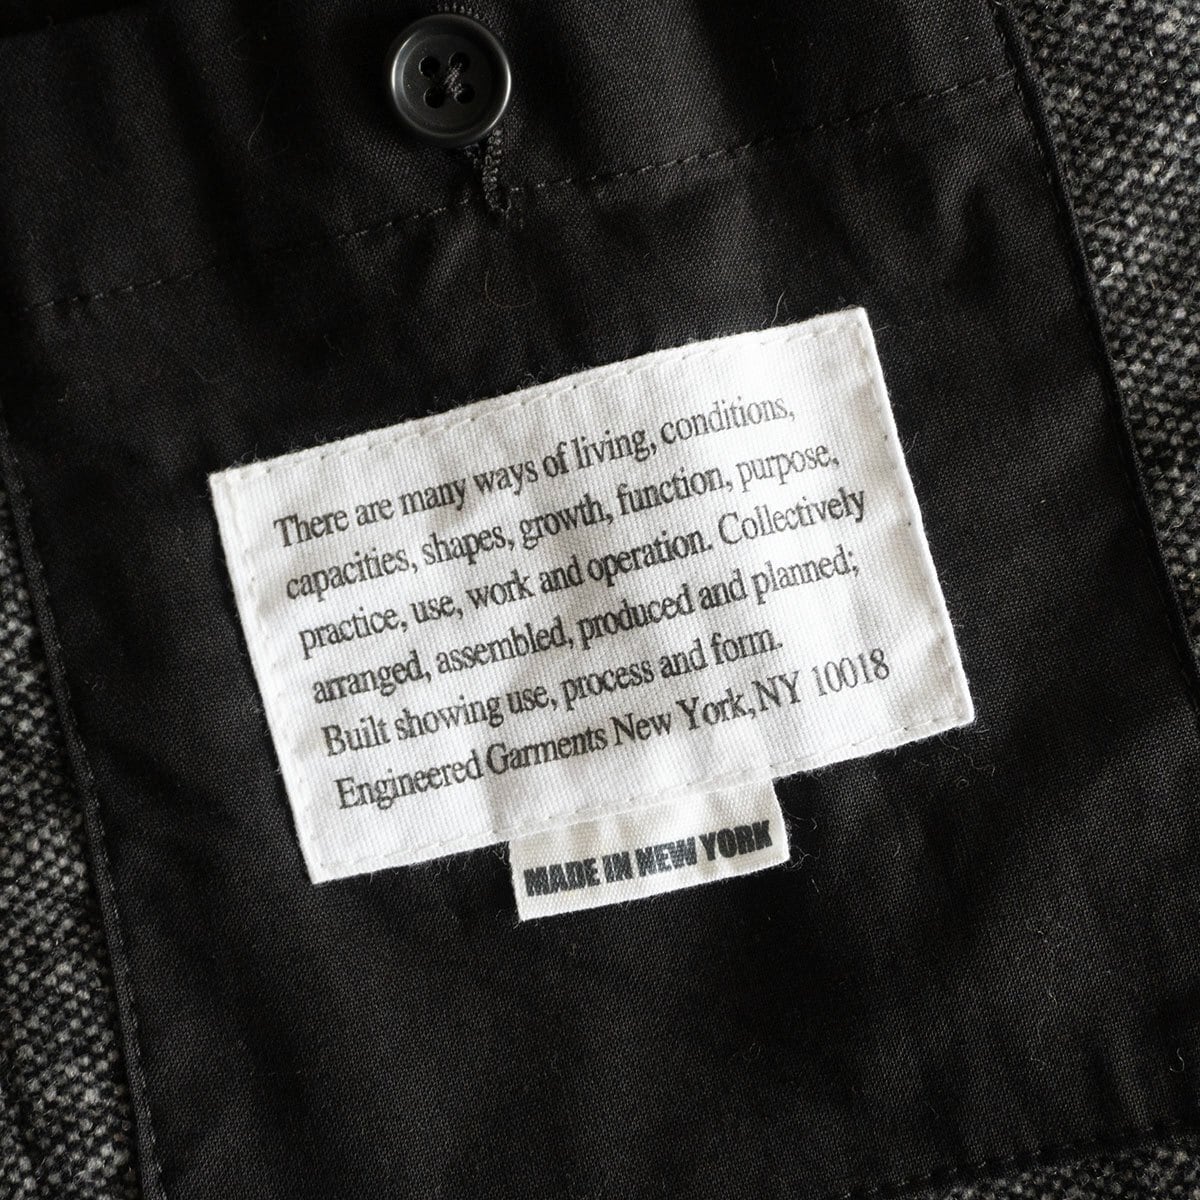 There are many ways of living, conditions,
capacities, shapes, growth, function, purpose,
practice, use, work and operation. Collectively
arranged, assembled, produced and planned;
Built showing use, process and form.
Engineered Garments New York, NY 10018
MADE IN NEW YORK